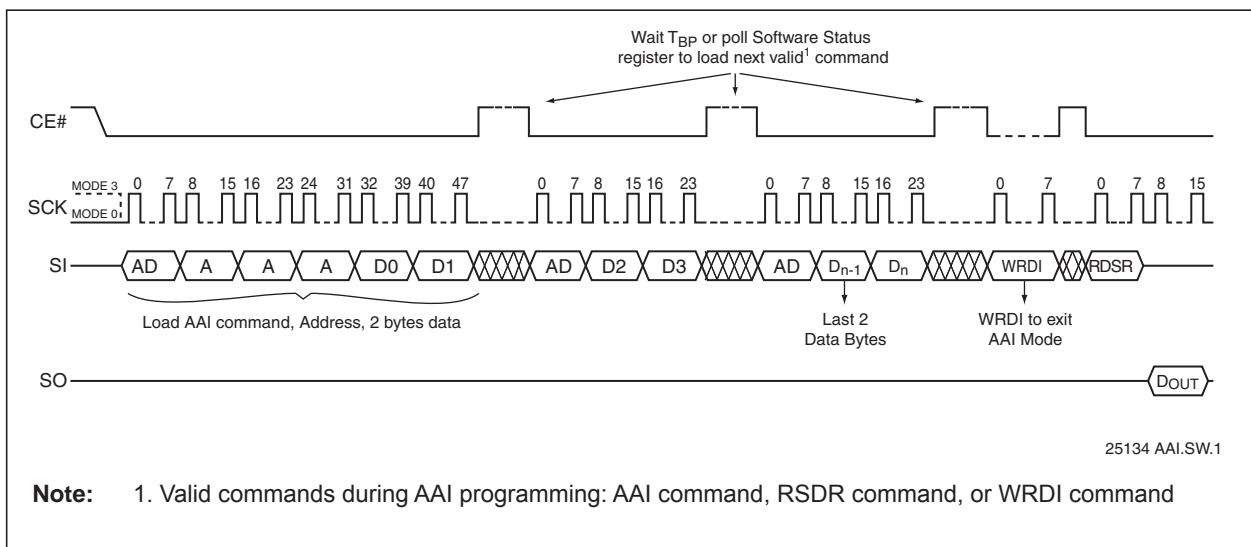 Wait TBP or poll Software Status
register to load next valid1 command
CE#
MODE 3
MODE 0
SCK
0 7 8 15 16 23 24 31 32 39 40 47 0 7 8 15 16 23 0 7 8 15 16 23 0 7 0 7 8 15
SI
AD A A A D0 D1 AD D2 D3 AD Dn-1 Dn WRDI RDSR
Load AAI command, Address, 2 bytes data
Last 2
Data Bytes
WRDI to exit
AAI Mode
SO
DOUT
25134 AAI.SW.1
Note: 1. Valid commands during AAI programming: AAI command, RSDR command, or WRDI command